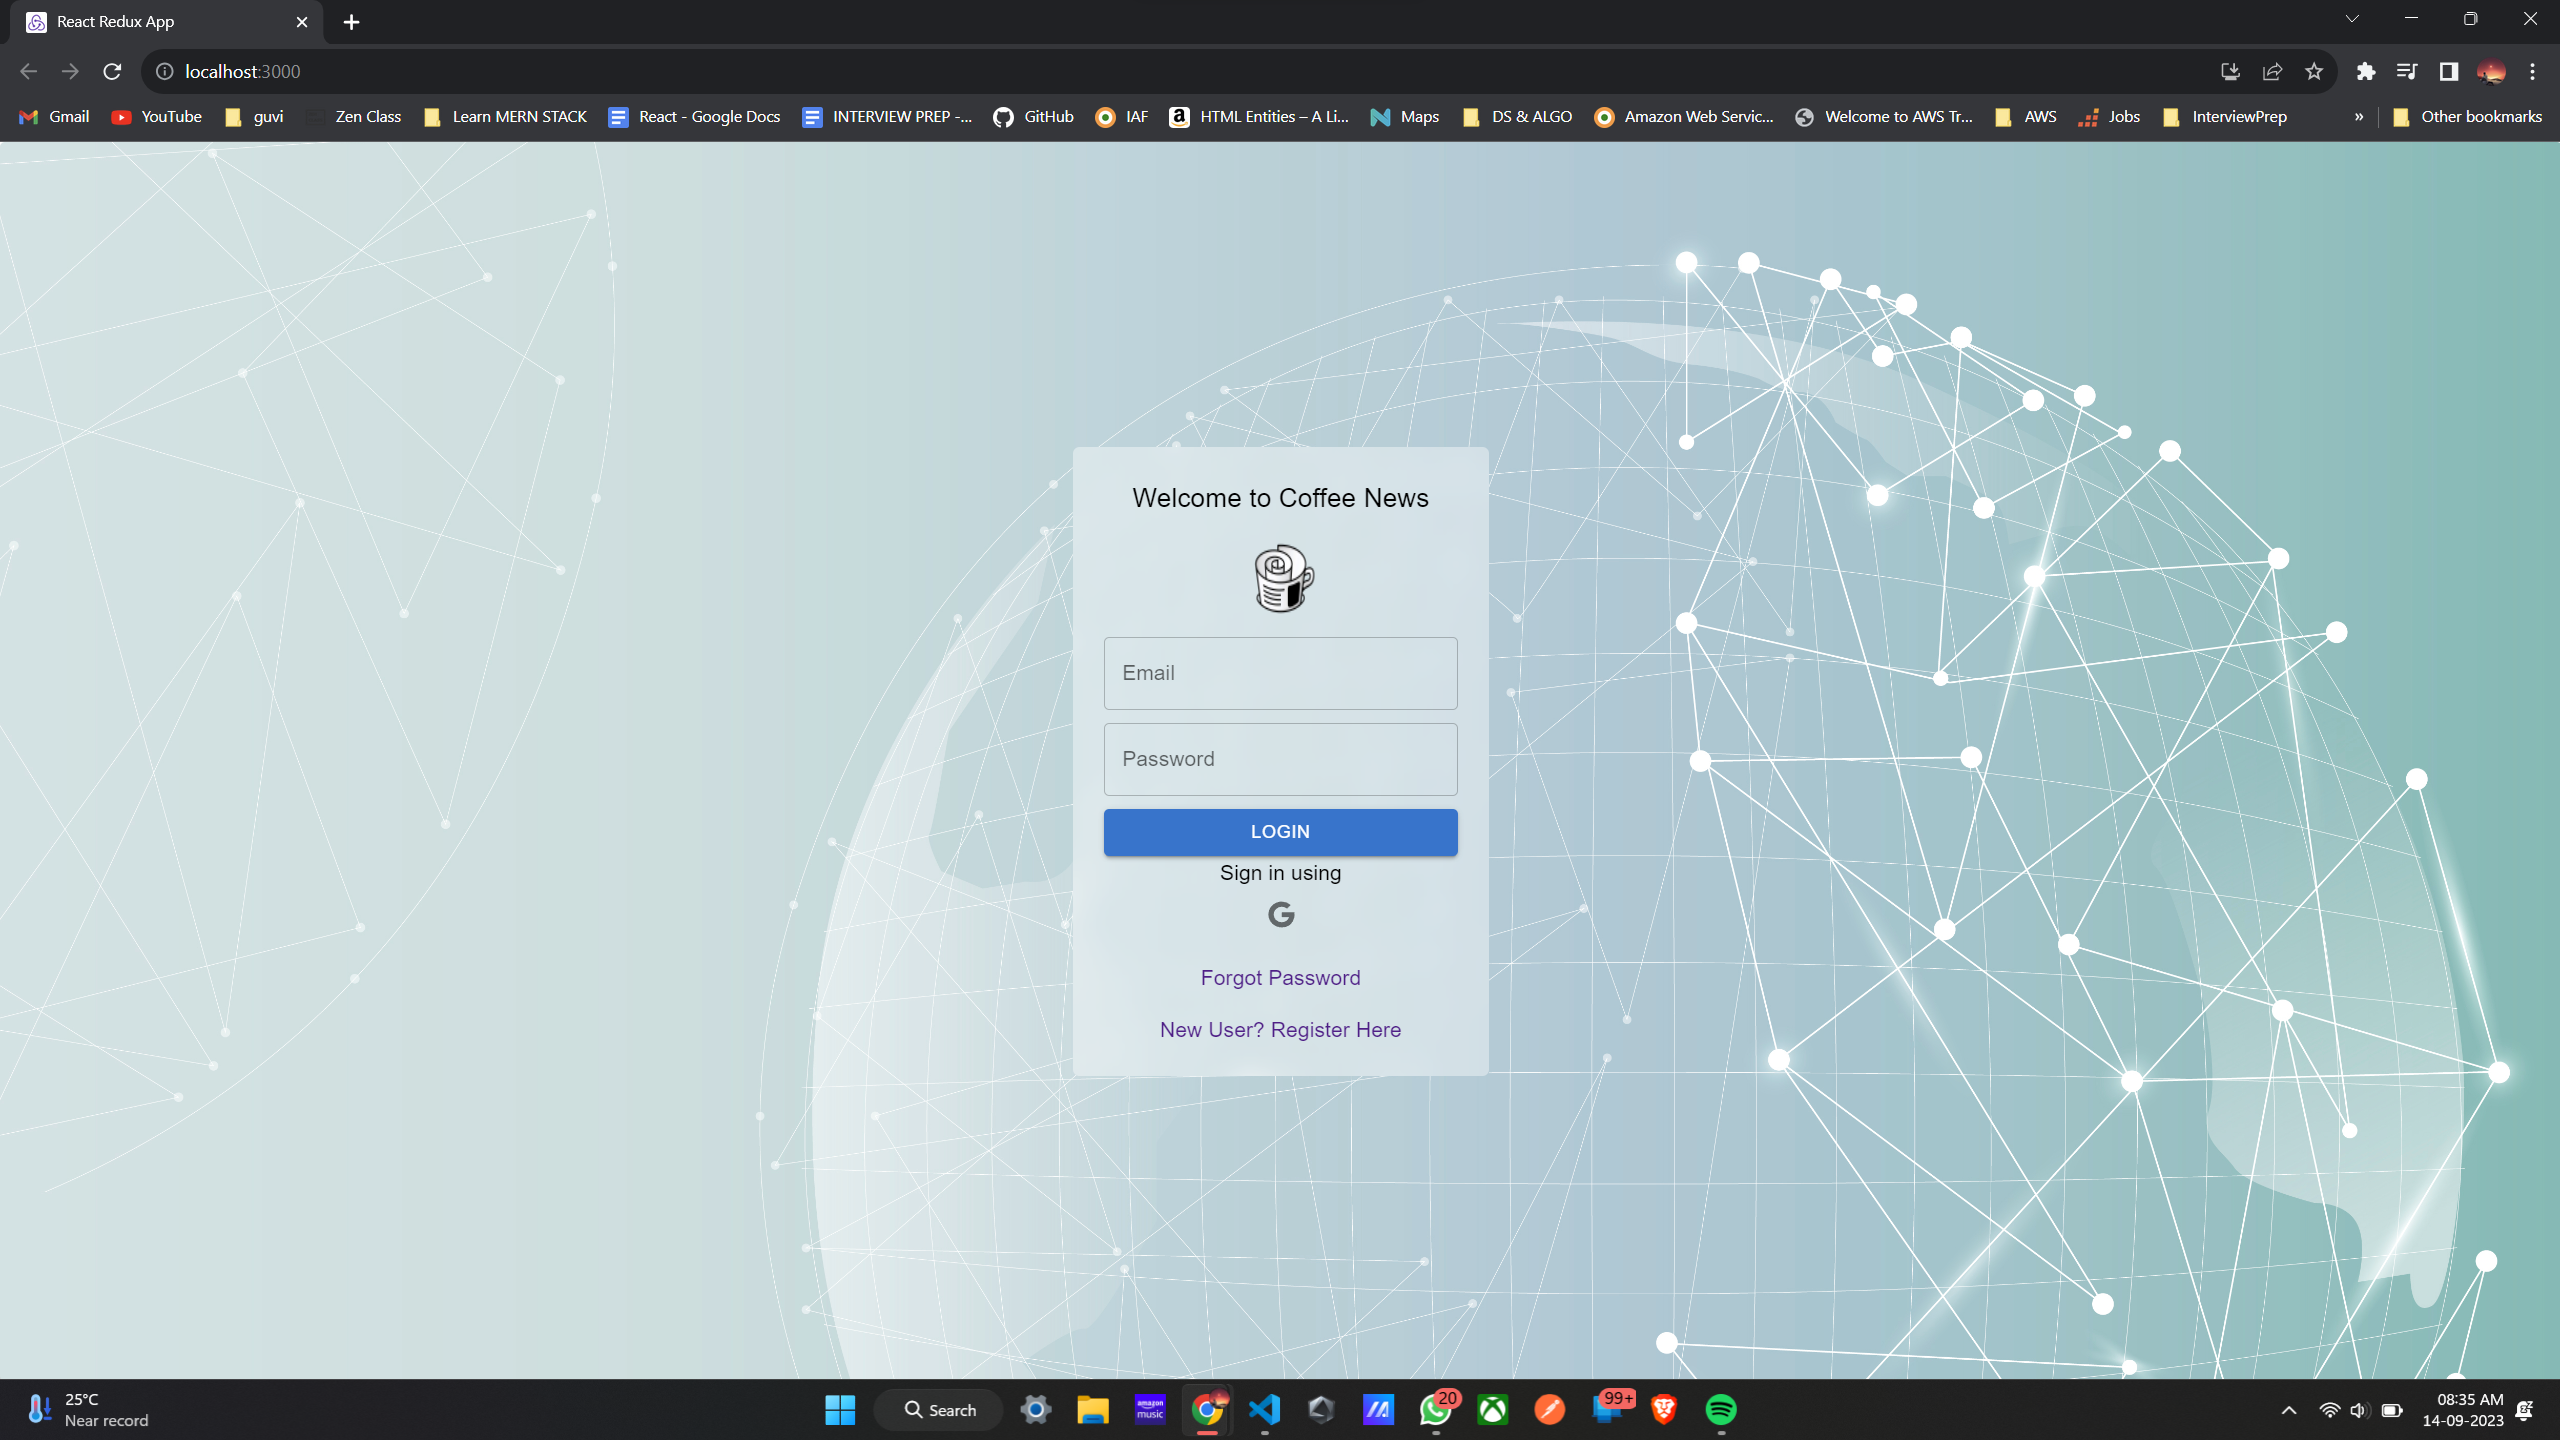 React Redux App
localhost:3000
Gmail YouTube guvi Zen Class Learn MERN STACK React - Google Docs INTERVIEW PREP -... GitHub IAF HTML Entities – A Li... Maps DS & ALGO Amazon Web Servic... Welcome to AWS Tr... AWS Jobs InterviewPrep » Other bookmarks
Welcome to Coffee News
Email
Password
LOGIN
Sign in using
G
Forgot Password
New User? Register Here
25°C
Near record
Search
amazon
music
20
99+
08:35 AM
14-09-2023